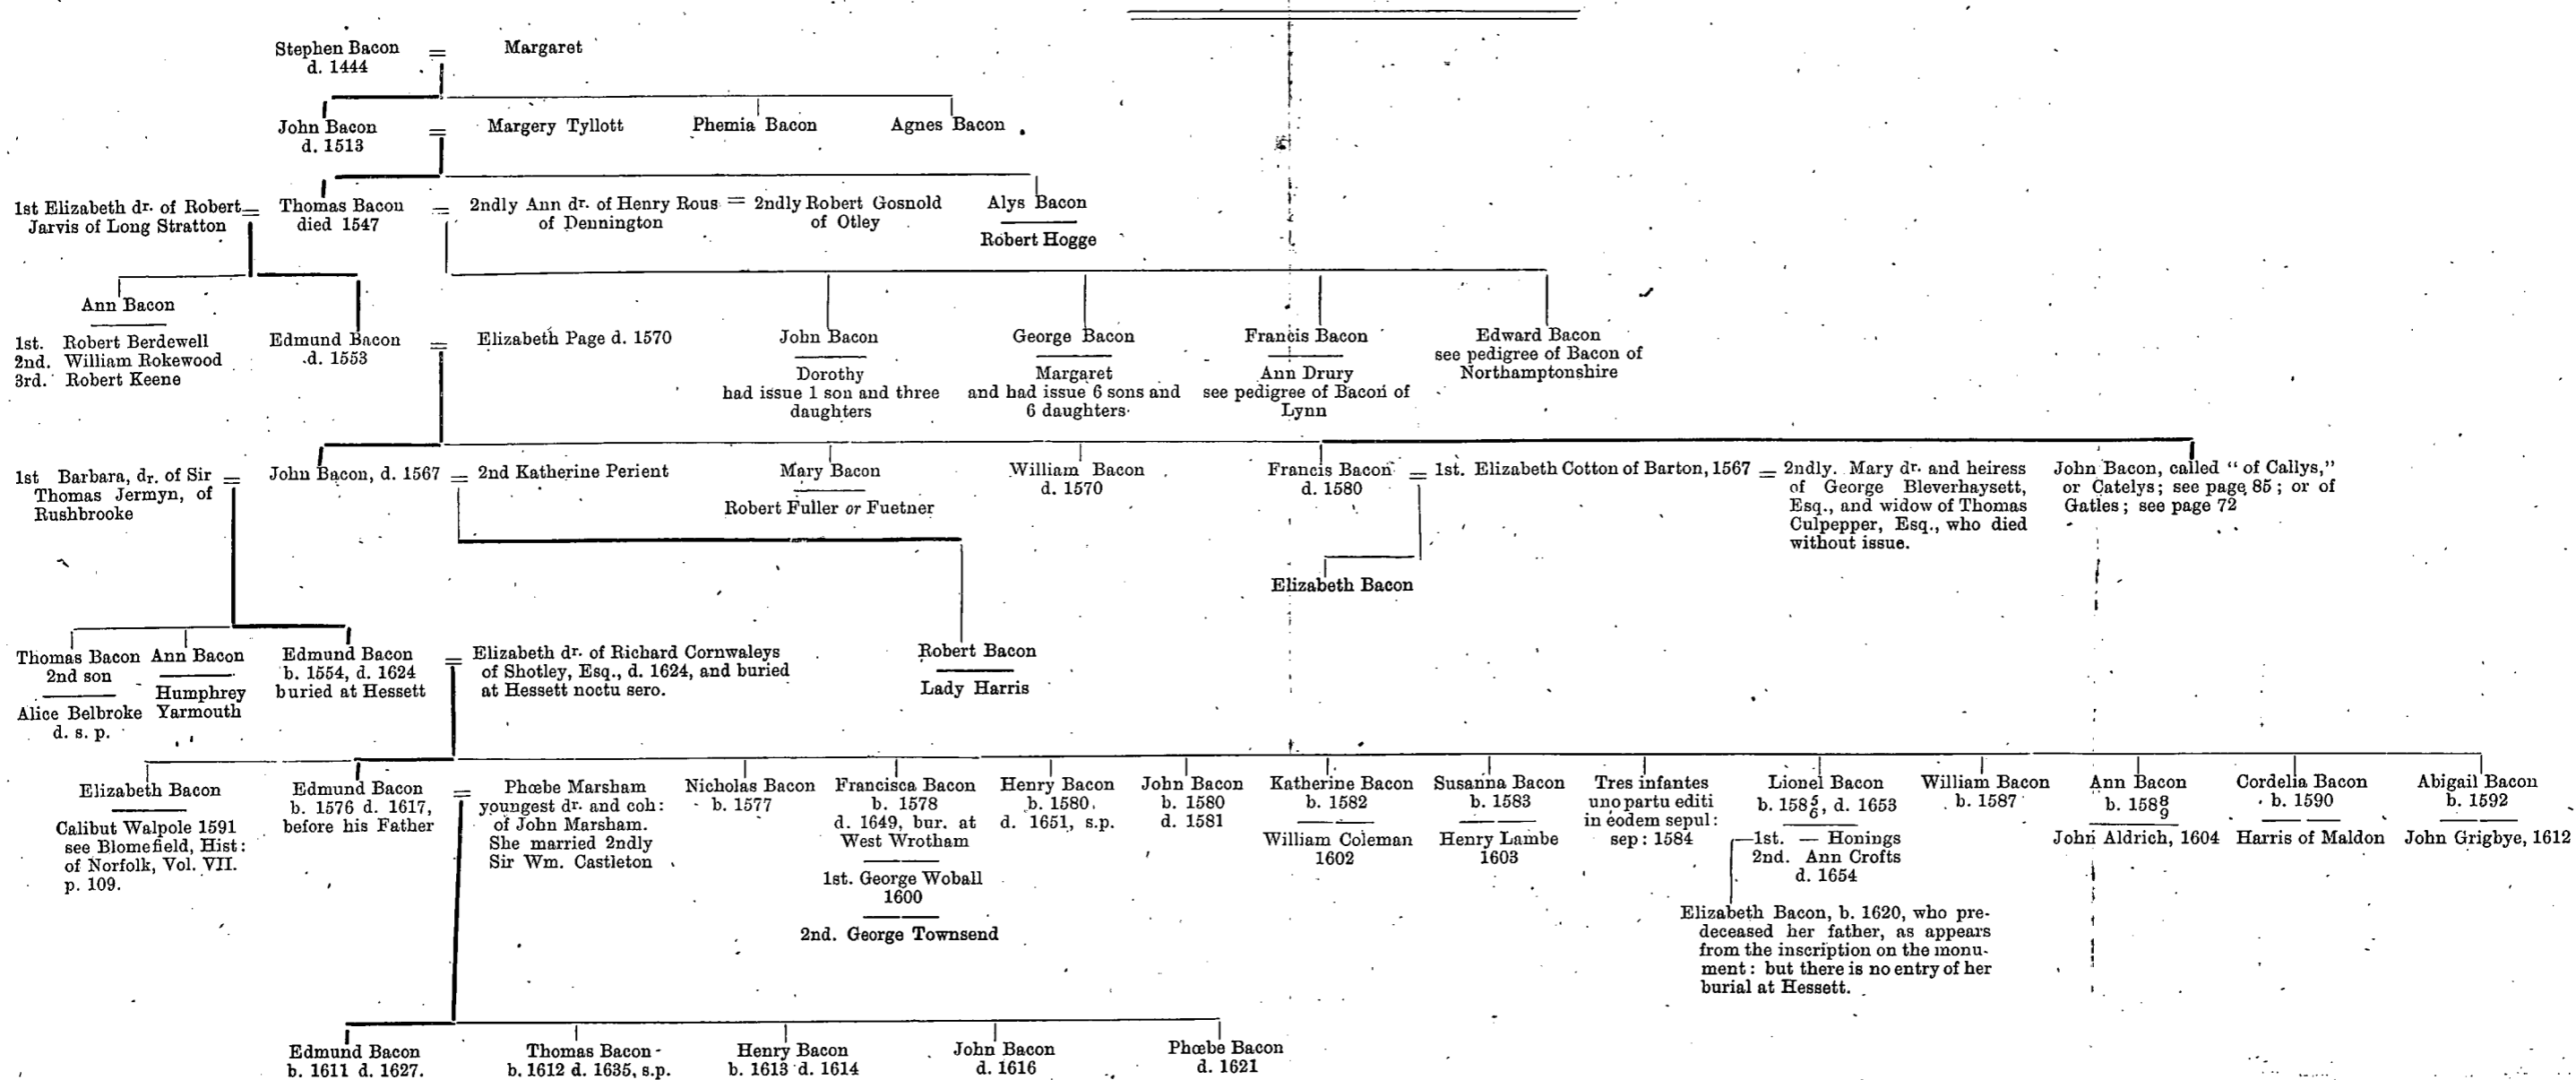 Stephen Bacon = Margaret
d. 1444
John Bacon = Margery Tyllott Phemia Bacon Agnes Bacon
d. 1513
1st Elizabeth dr. of Robert = Thomas Bacon = 2ndly Ann dr. of Henry Rous = 2ndly Robert Gosnold Alys Bacon
Jarvis of Long Stratton died 1547 of Dennington of Otley
Robert Hogge
Ann Bacon
1st. Robert Berdewell
2nd. William Rokewood
3rd. Robert Keene
Edmund Bacon = Elizabeth Page d. 1570
d. 1553
John Bacon
Dorothy
had issue 1 son and three
daughters
George Bacon
Margaret
and had issue 6 sons and
6 daughters
Francis Bacon
Ann Drury
see pedigree of Bacon of
Lynn
Edward Bacon
see pedigree of Bacon of
Northamptonshire
1st Barbara, dr. of Sir
Thomas Jermyn, of
Rushbrooke
= John Bacon, d. 1567 = 2nd Katherine Perient
Mary Bacon
Robert Fuller or Fuetner
William Bacon
d. 1570
Francis Bacon = 1st. Elizabeth Cotton of Barton, 1567 = 2ndly. Mary dr. and heiress
d. 1580
of George Bleverhaysett,
Esq., and widow of Thomas
Culpepper, Esq., who died
without issue.
John Bacon, called "of Callys,"
or Catelys; see page 85; or of
Gatles; see page 72
Elizabeth Bacon
Thomas Bacon
2nd son
Alice Belbroke
d. s. p.
Ann Bacon
Humphrey
Yarmouth
Edmund Bacon =
b. 1554, d. 1624
buried at Hessett
Elizabeth dr. of Richard Cornwaleys
of Shotley, Esq., d. 1624, and buried
at Hessett noctu sero.
Robert Bacon
Lady Harris
Elizabeth Bacon
Calibut Walpole 1591
see Blomefield, Hist:
of Norfolk, Vol. VII.
p. 109.
Edmund Bacon =
b. 1576 d. 1617,
before his Father
Phœbe Marsham
youngest dr. and coh:
of John Marsham.
She married 2ndly
Sir Wm. Castleton
Nicholas Bacon
b. 1577
Francisca Bacon
b. 1578
d. 1649, bur. at
West Wrotham
1st. George Woball
1600
2nd. George Townsend
Henry Bacon
b. 1580.
d. 1651, s.p.
John Bacon
b. 1580
d. 1581
Katherine Bacon
b. 1582
William Coleman
1602
Susanna Bacon
b. 1583
Henry Lambe
1603
Tres infantes
uno partu editi
in eodem sepul:
sep: 1584
Lionel Bacon
b. 158 5/6, d. 1653
1st. — Honings
2nd. Ann Crofts
d. 1654
Elizabeth Bacon, b. 1620, who pre-
deceased her father, as appears
from the inscription on the monu-
ment: but there is no entry of her
burial at Hessett.
William Bacon
b. 1587
Ann Bacon
b. 158 8/9
John Aldrich, 1604
Cordelia Bacon
b. 1590
Harris of Maldon
Abigail Bacon
b. 1592
John Grigbye, 1612
Edmund Bacon
b. 1611 d. 1627.
Thomas Bacon
b. 1612 d. 1635, s.p.
Henry Bacon
b. 1613 d. 1614
John Bacon
d. 1616
Phœbe Bacon
d. 1621